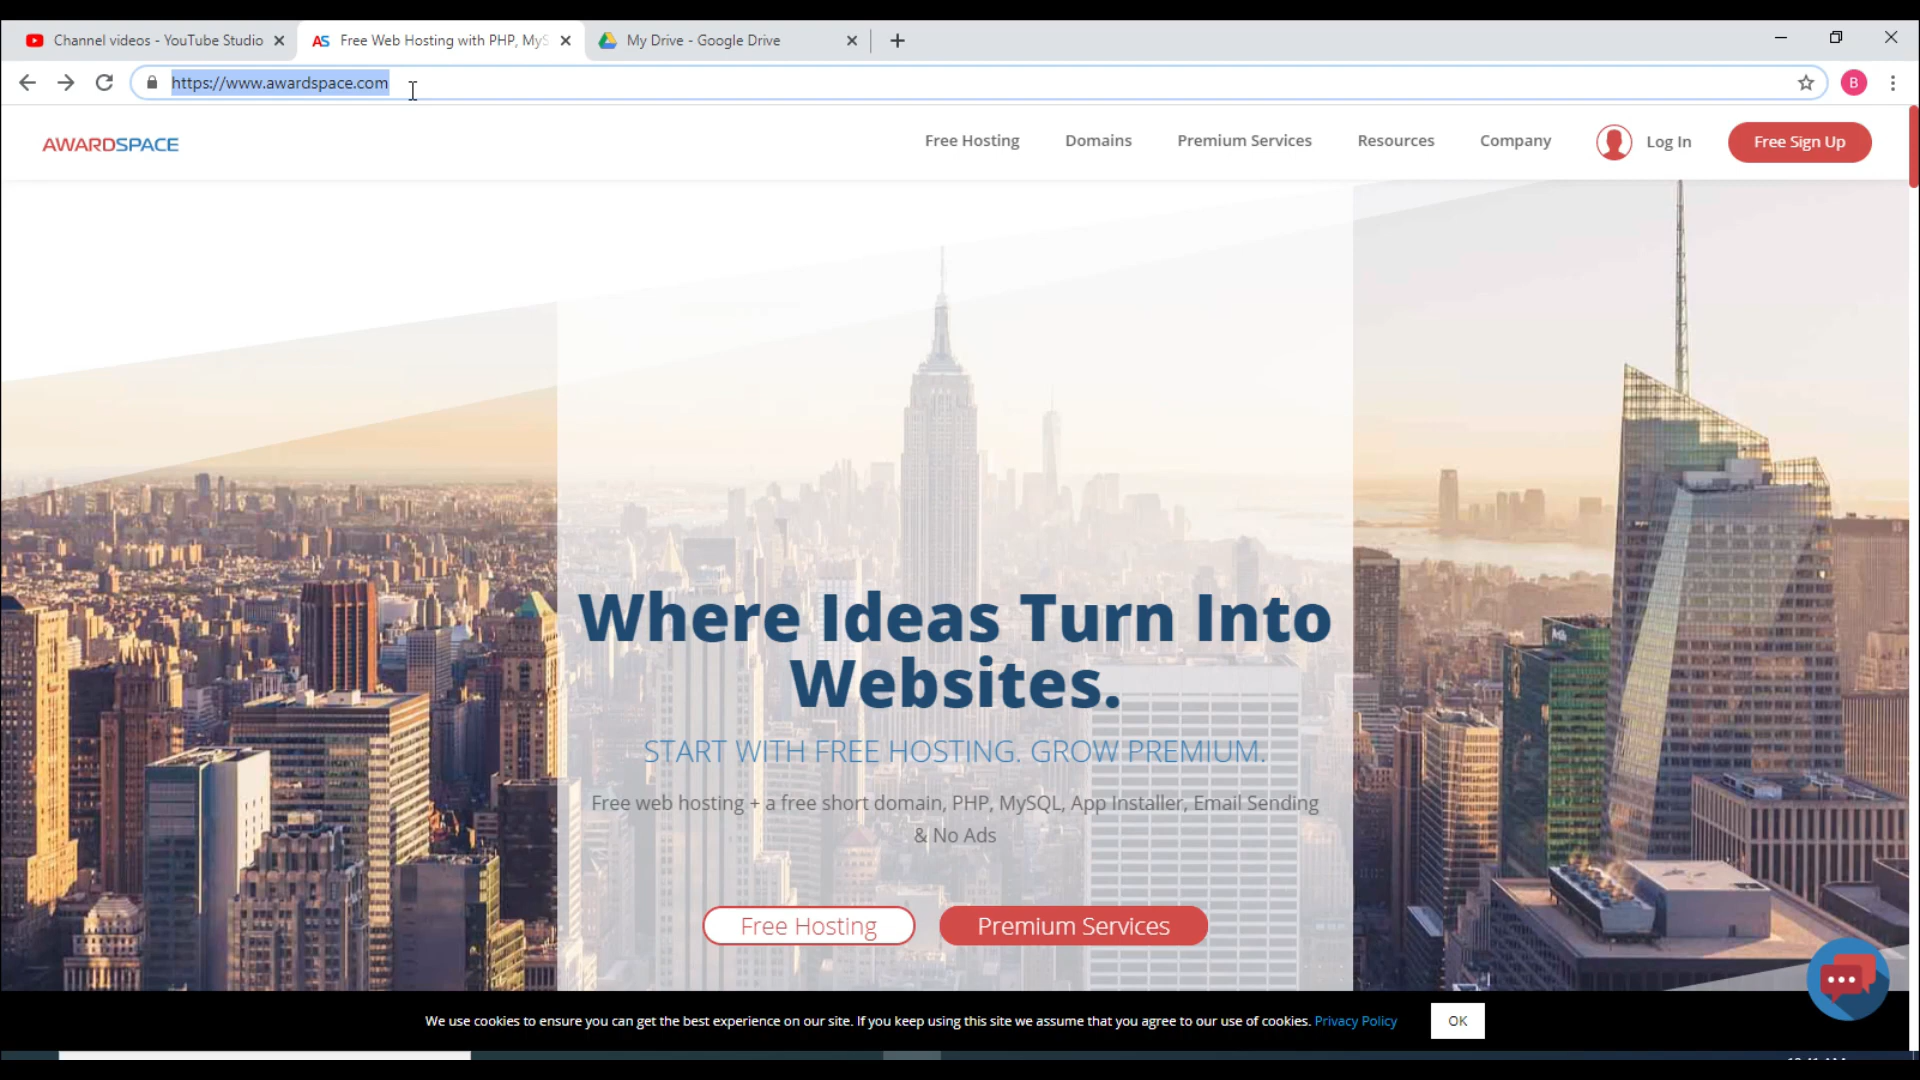 Channel videos - YouTube Studio
AS Free Web Hosting with PHP, MyS
My Drive - Google Drive
https://www.awardspace.com
B
AWARDSPACE
Free Hosting
Domains
Premium Services
Resources
Company
Log In
Free Sign Up
Where Ideas Turn Into
Websites.
START WITH FREE HOSTING. GROW PREMIUM.
Free web hosting + a free short domain, PHP, MySQL, App Installer, Email Sending
& No Ads
Free Hosting
Premium Services
We use cookies to ensure you can get the best experience on our site. If you keep using this site we assume that you agree to our use of cookies. Privacy Policy
OK